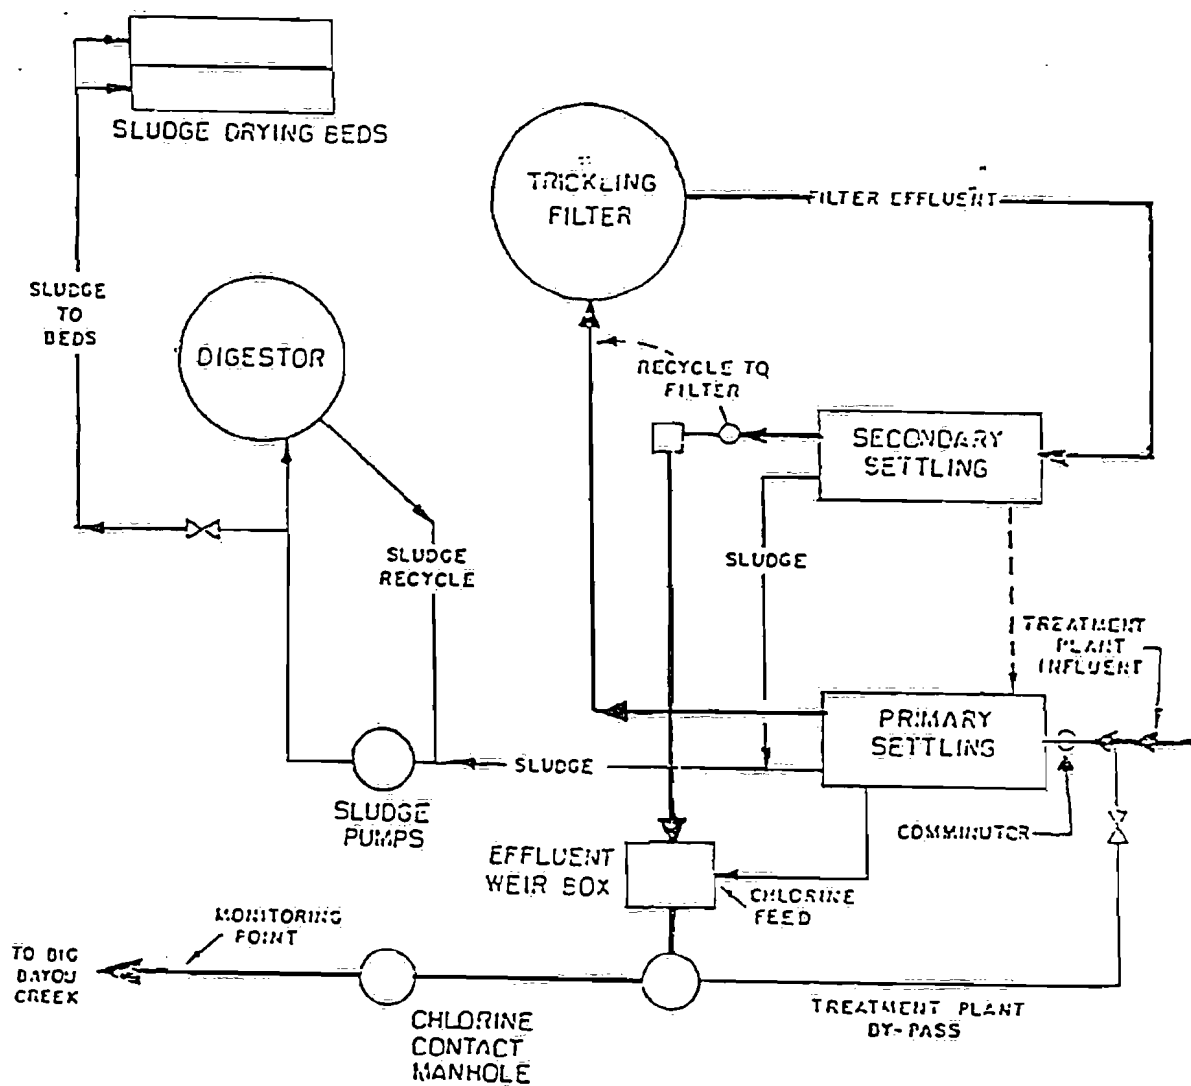 SLUDGE DRYING BEDS
TRICKLING
FILTER
FILTER EFFLUENT
SLUDGE
TO
BEDS
DIGESTOR
RECYCLE TO
FILTER
SECONDARY
SETTLING
SLUDGE
RECYCLE
SLUDGE
TREATMENT
PLANT
INFLUENT
PRIMARY
SETTLING
SLUDGE
SLUDGE
PUMPS
COMMINUTOR
EFFLUENT
WEIR BOX
CHLORINE
FEED
MONITORING
POINT
TO BIG
BAYOU
CREEK
TREATMENT PLANT
BY-PASS
CHLORINE
CONTACT
MANHOLE